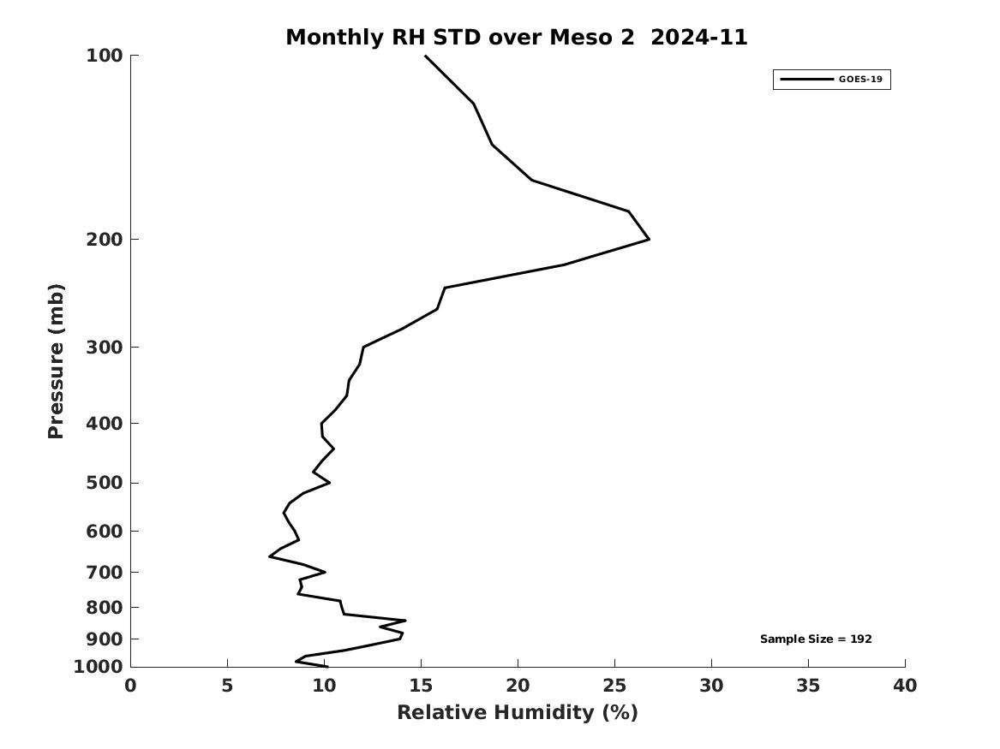 Monthly RH STD over Meso 2  2024-11
GOES-19
Pressure (mb)
100
200
300
400
500
600
700
800
900
1000
Sample Size = 192
0 5 10 15 20 25 30 35 40
Relative Humidity (%)